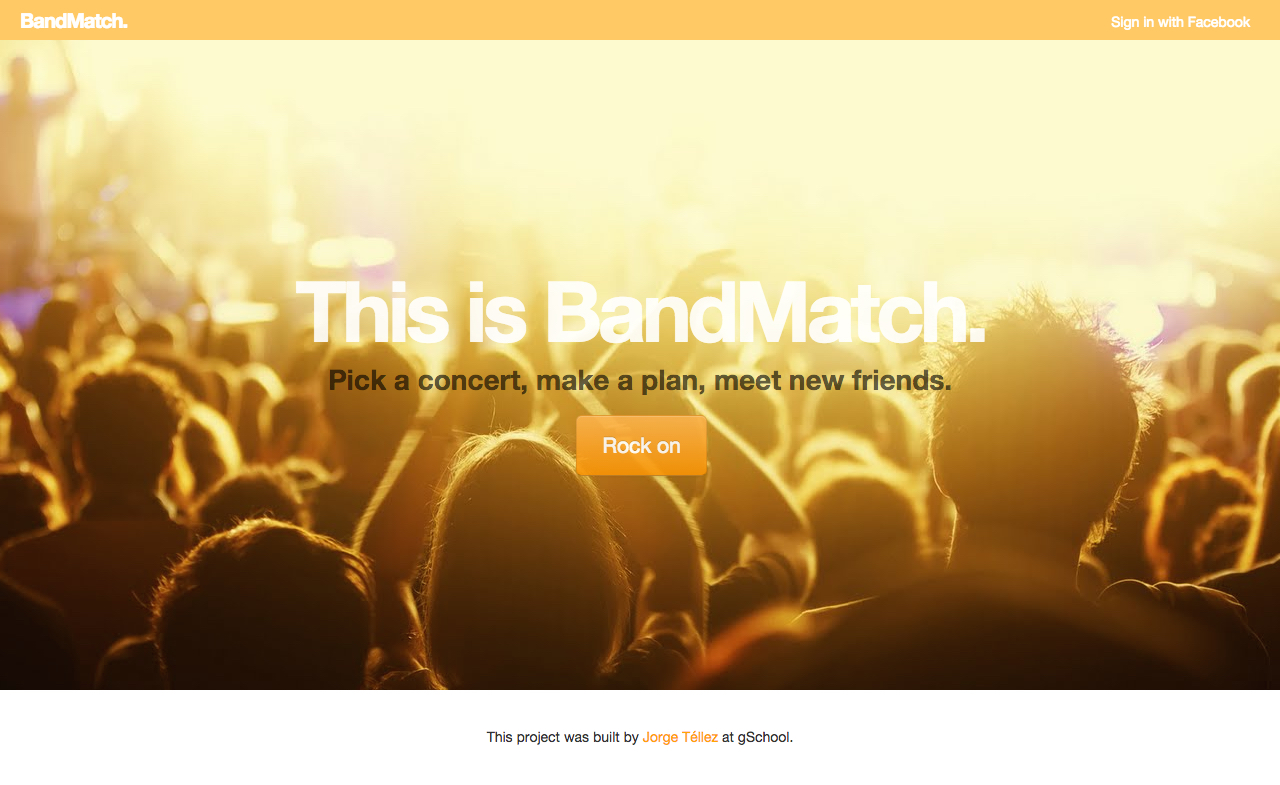 BandMatch.
Sign in with Facebook
This is BandMatch.
Pick a concert, make a plan, meet new friends.
Rock on
This project was built by Jorge Téllez at gSchool.